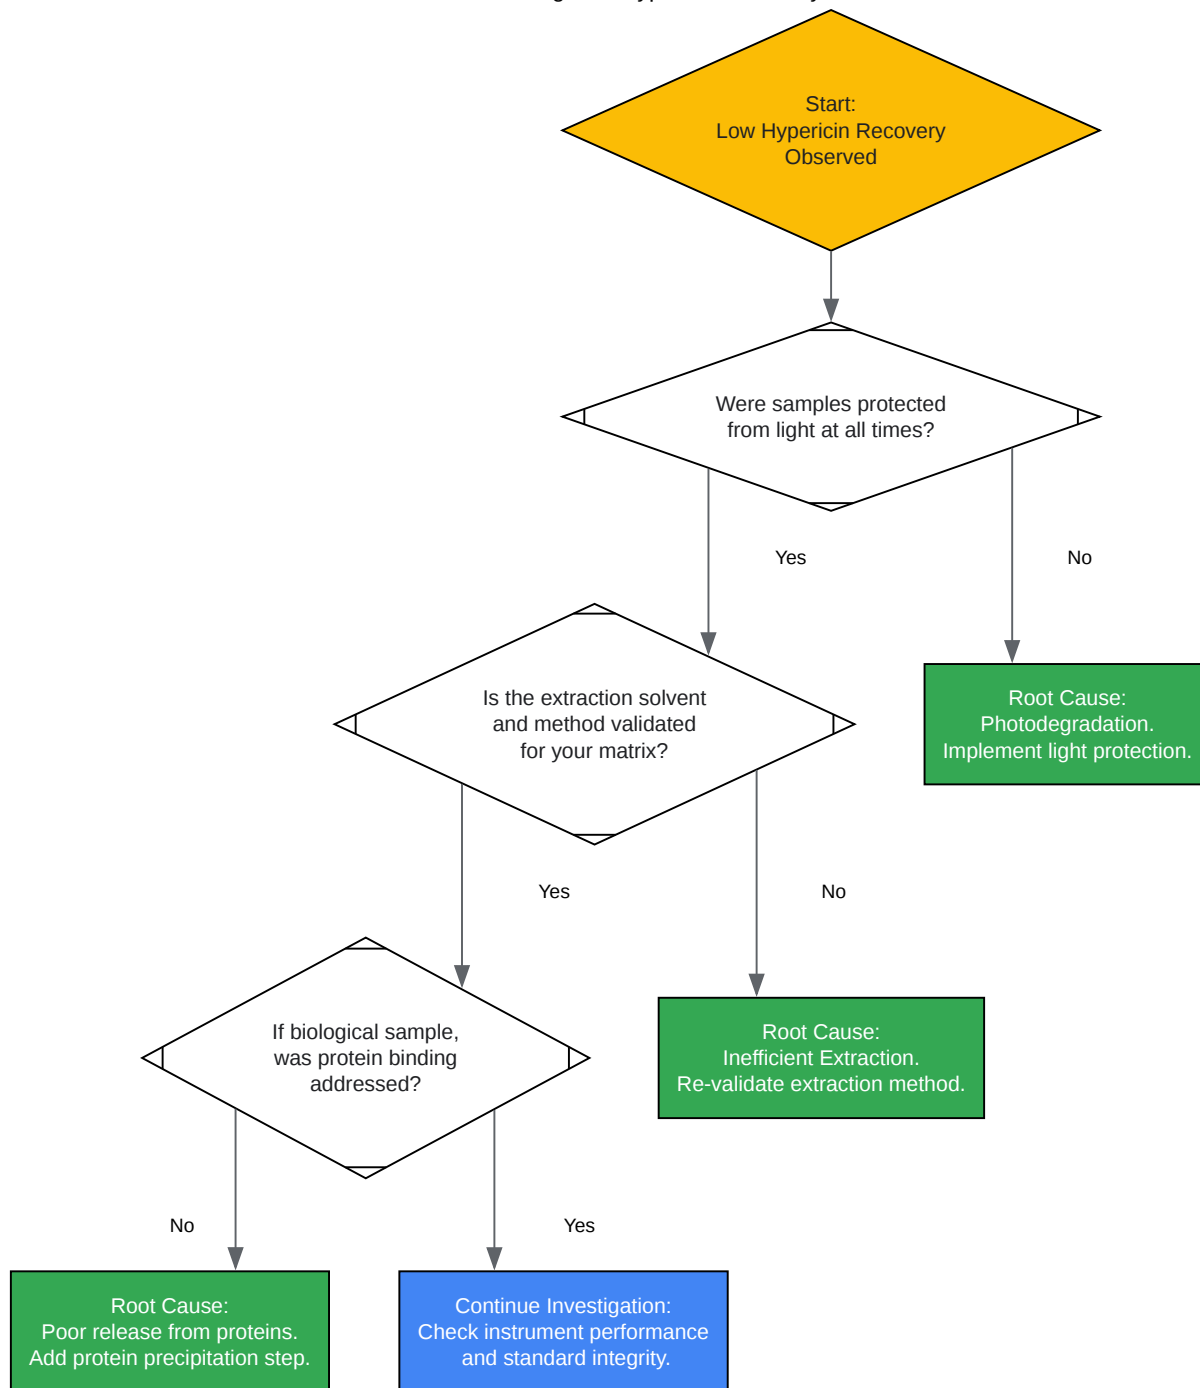 Start:
Low Hypericin Recovery
Observed
Were samples protected
from light at all times?
Yes
No
Is the extraction solvent
and method validated
for your matrix?
Root Cause:
Photodegradation.
Implement light protection.
Yes
No
If biological sample,
was protein binding
addressed?
Root Cause:
Inefficient Extraction.
Re-validate extraction method.
No
Yes
Root Cause:
Poor release from proteins.
Add protein precipitation step.
Continue Investigation:
Check instrument performance
and standard integrity.